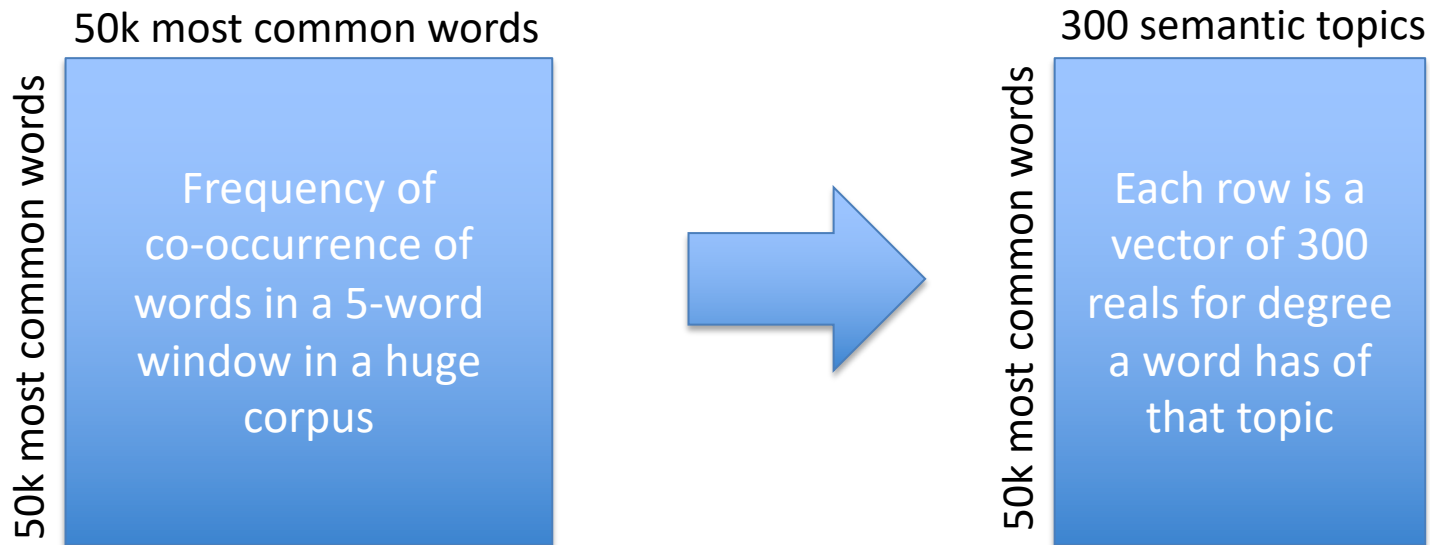 50k most common words
50k most common words
Frequency of
co-occurrence of
words in a 5-word
window in a huge
corpus
300 semantic topics
50k most common words
Each row is a
vector of 300
reals for degree
a word has of
that topic